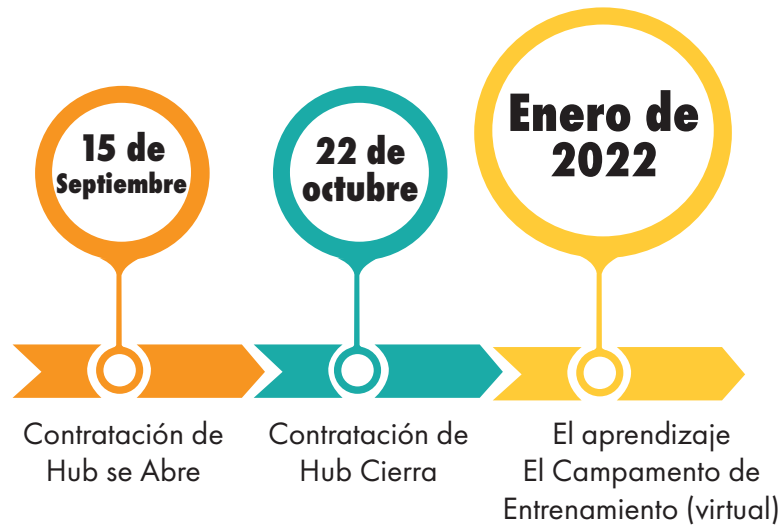 15 de
Septiembre
22 de
octubre
Enero de
2022
Contratación de
Hub se Abre
Contratación de
Hub Cierra
El aprendizaje
El Campamento de
Entrenamiento (virtual)